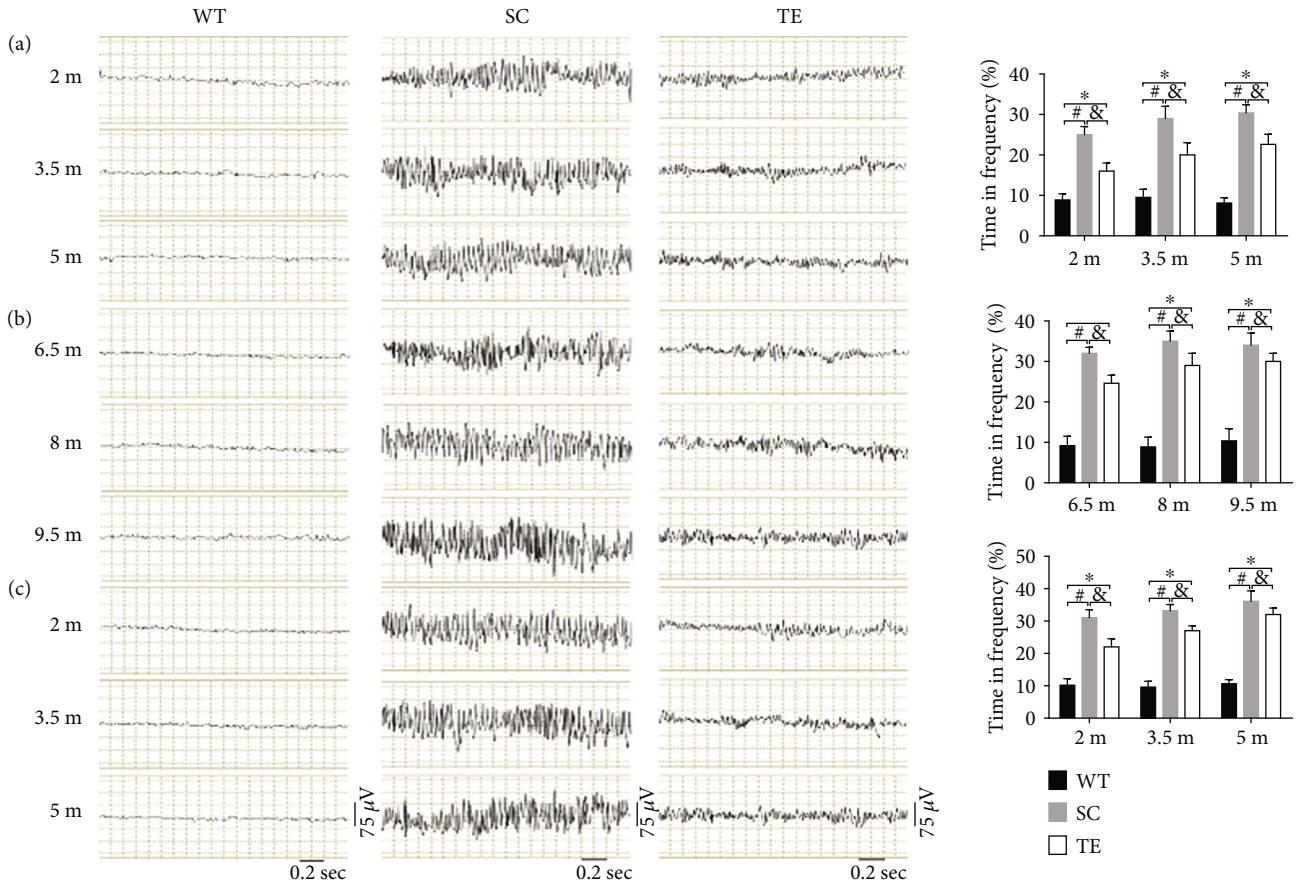 WT SC TE
(a)
2 m
3.5 m
5 m
(b)
6.5 m
8 m
9.5 m
(c)
2 m
3.5 m
5 m
75 μV 75 μV
0.2 sec 0.2 sec 0.2 sec
Time in frequency (%)
40
30
20
10
0
* * *
# & # & # &
2 m 3.5 m 5 m
Time in frequency (%)
40
30
20
10
0
* *
# & # & # &
6.5 m 8 m 9.5 m
Time in frequency (%)
50
40
30
20
10
0
* * *
# & # & # &
2 m 3.5 m 5 m
WT
SC
TE